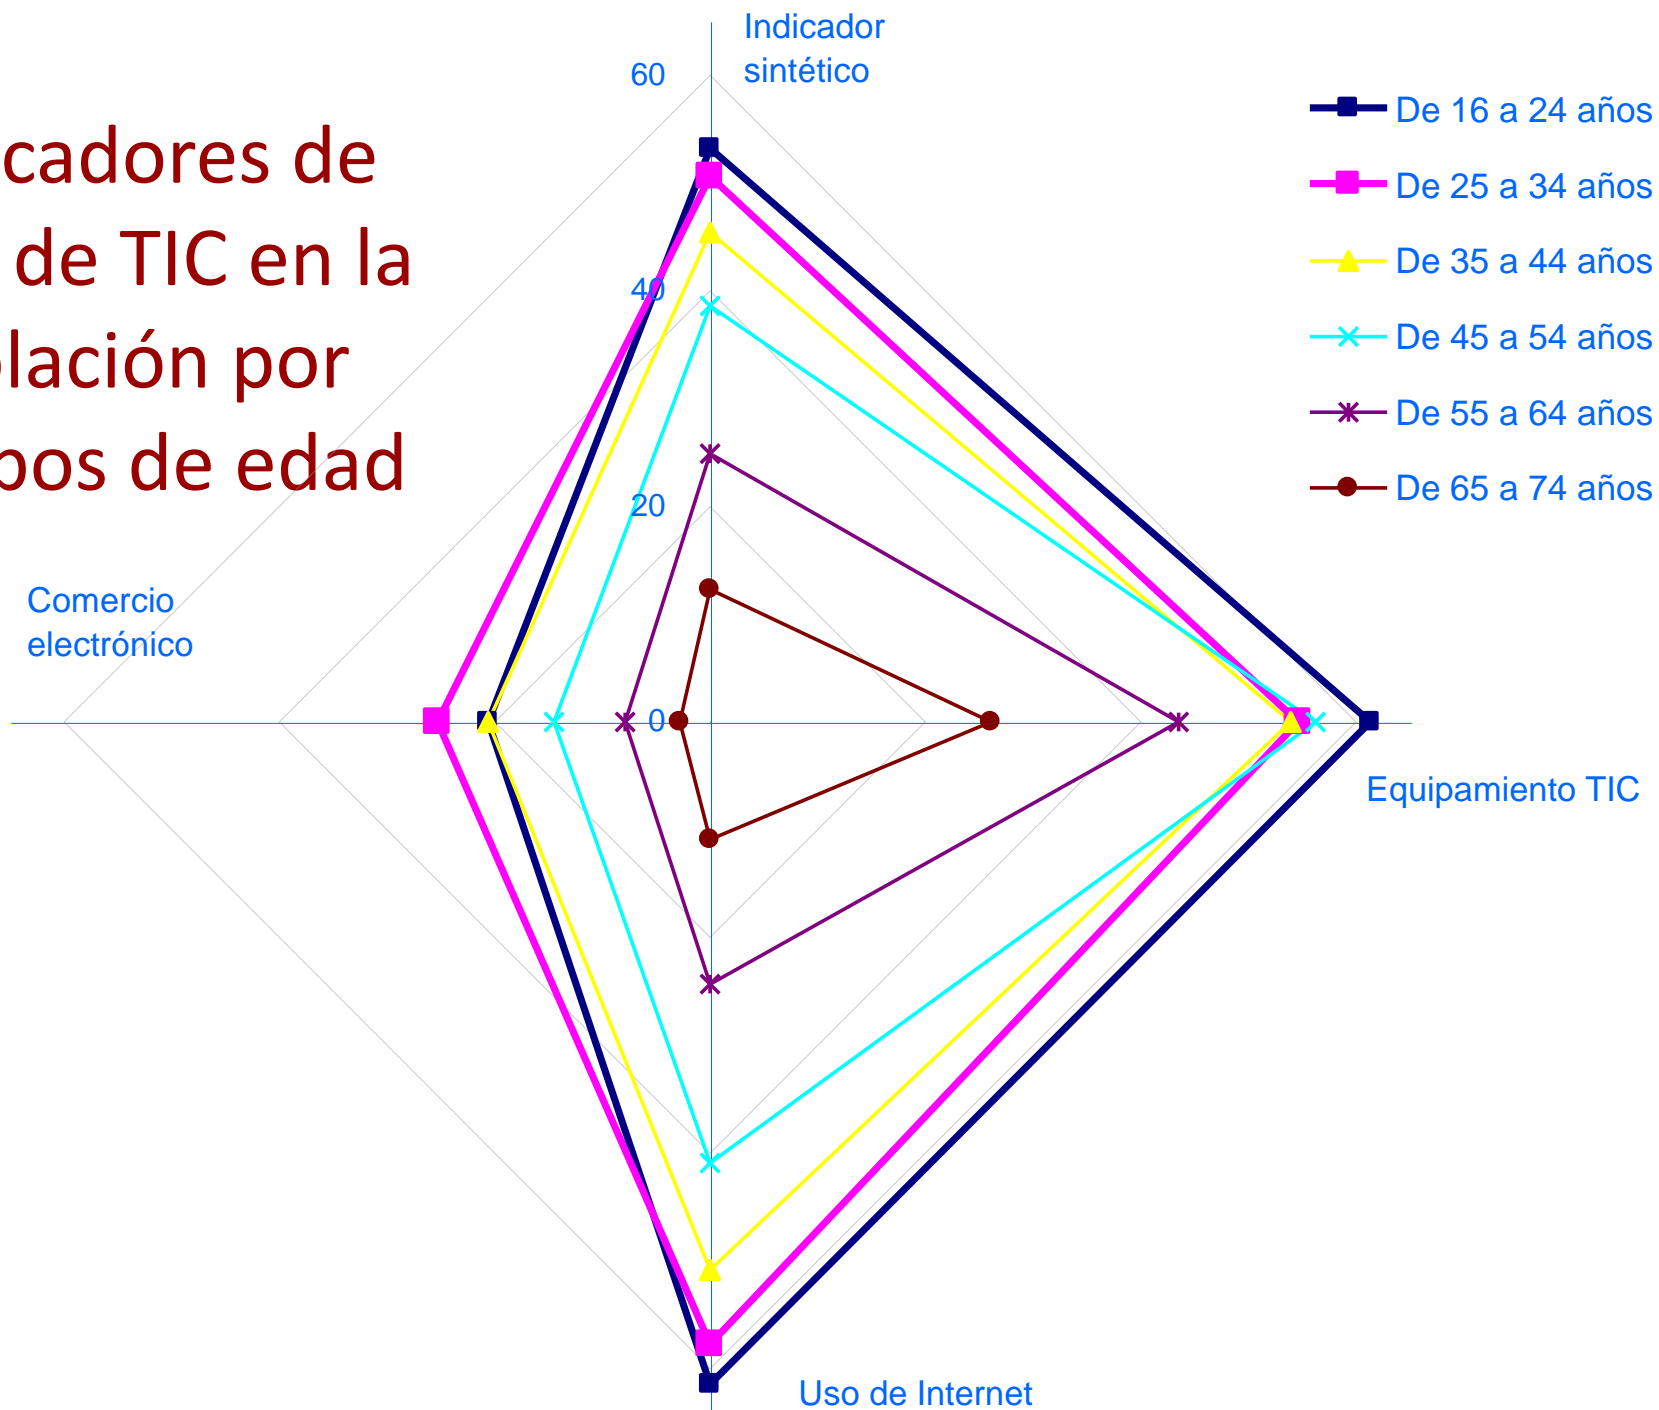 cadores de
de TIC en la
lación por
pos de edad
Indicador
sintético
60
40
20
0
Comercio
electrónico
Equipamiento TIC
Uso de Internet
De 16 a 24 años
De 25 a 34 años
De 35 a 44 años
De 45 a 54 años
De 55 a 64 años
De 65 a 74 años